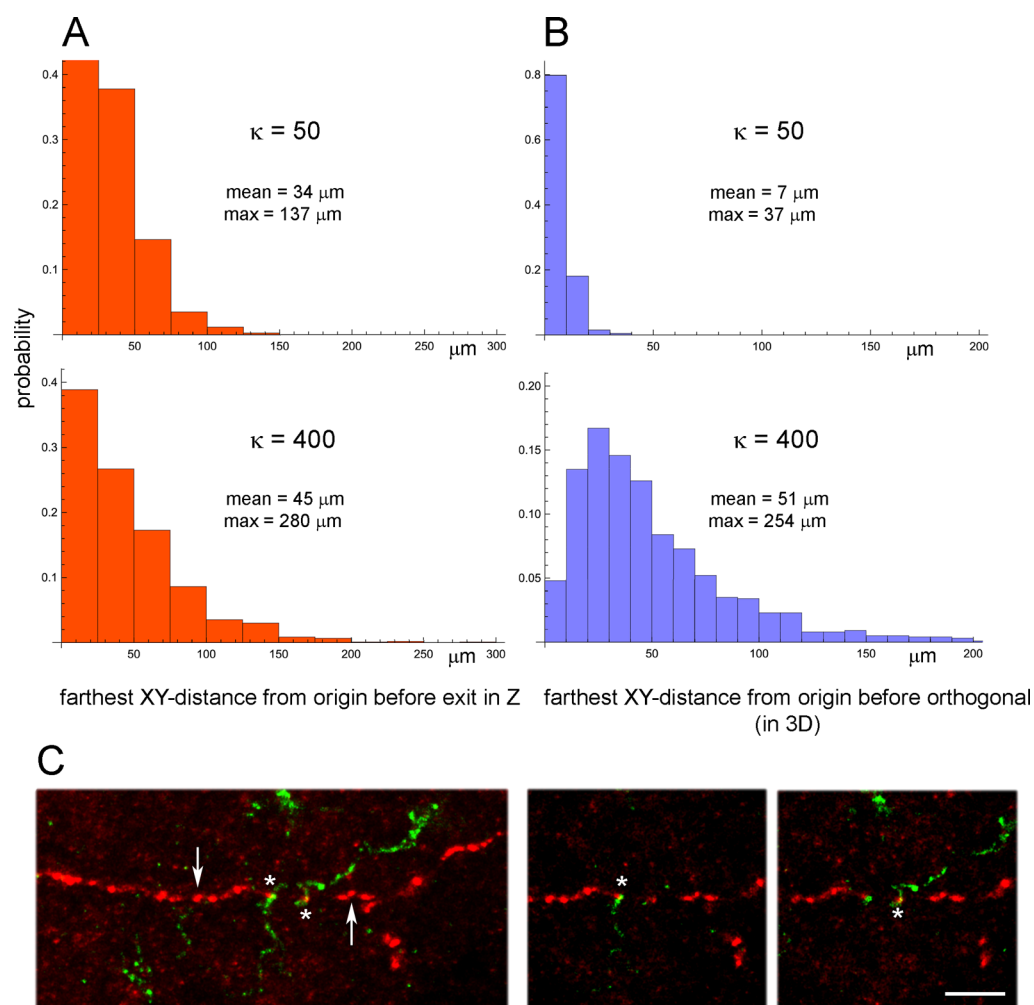 A
B
0.4
0.3
0.2
0.1
κ = 50
mean = 34 μm
max = 137 μm
50
100
150
200
250
300
μm
0.8
0.6
0.4
0.2
κ = 50
mean = 7 μm
max = 37 μm
50
100
150
200
μm
probability
0.4
0.3
0.2
0.1
κ = 400
mean = 45 μm
max = 280 μm
50
100
150
200
250
300
μm
0.20
0.15
0.10
0.05
κ = 400
mean = 51 μm
max = 254 μm
50
100
150
200
μm
farthest XY-distance from origin before exit in Z
farthest XY-distance from origin before orthogonal
(in 3D)
C
*
*
*
*